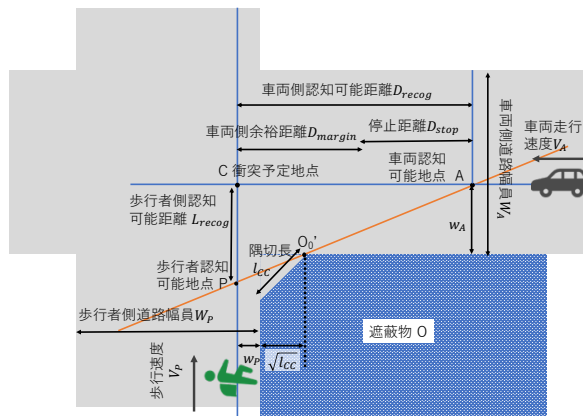 車両側認知可能距離D_recog
車両側余裕距離D_margin
停止距離D_stop
車両側道路幅員W_A
車両走行
速度V_A
C 衝突予定地点
車両認知
可能地点 A
歩行者側認知
可能距離 L_recog
w_A
隅切長
l_CC
O₀'
歩行者認知
可能地点 P
歩行者側道路幅員W_P
遮蔽物 O
w_P
√l_CC
歩行速度
V_P